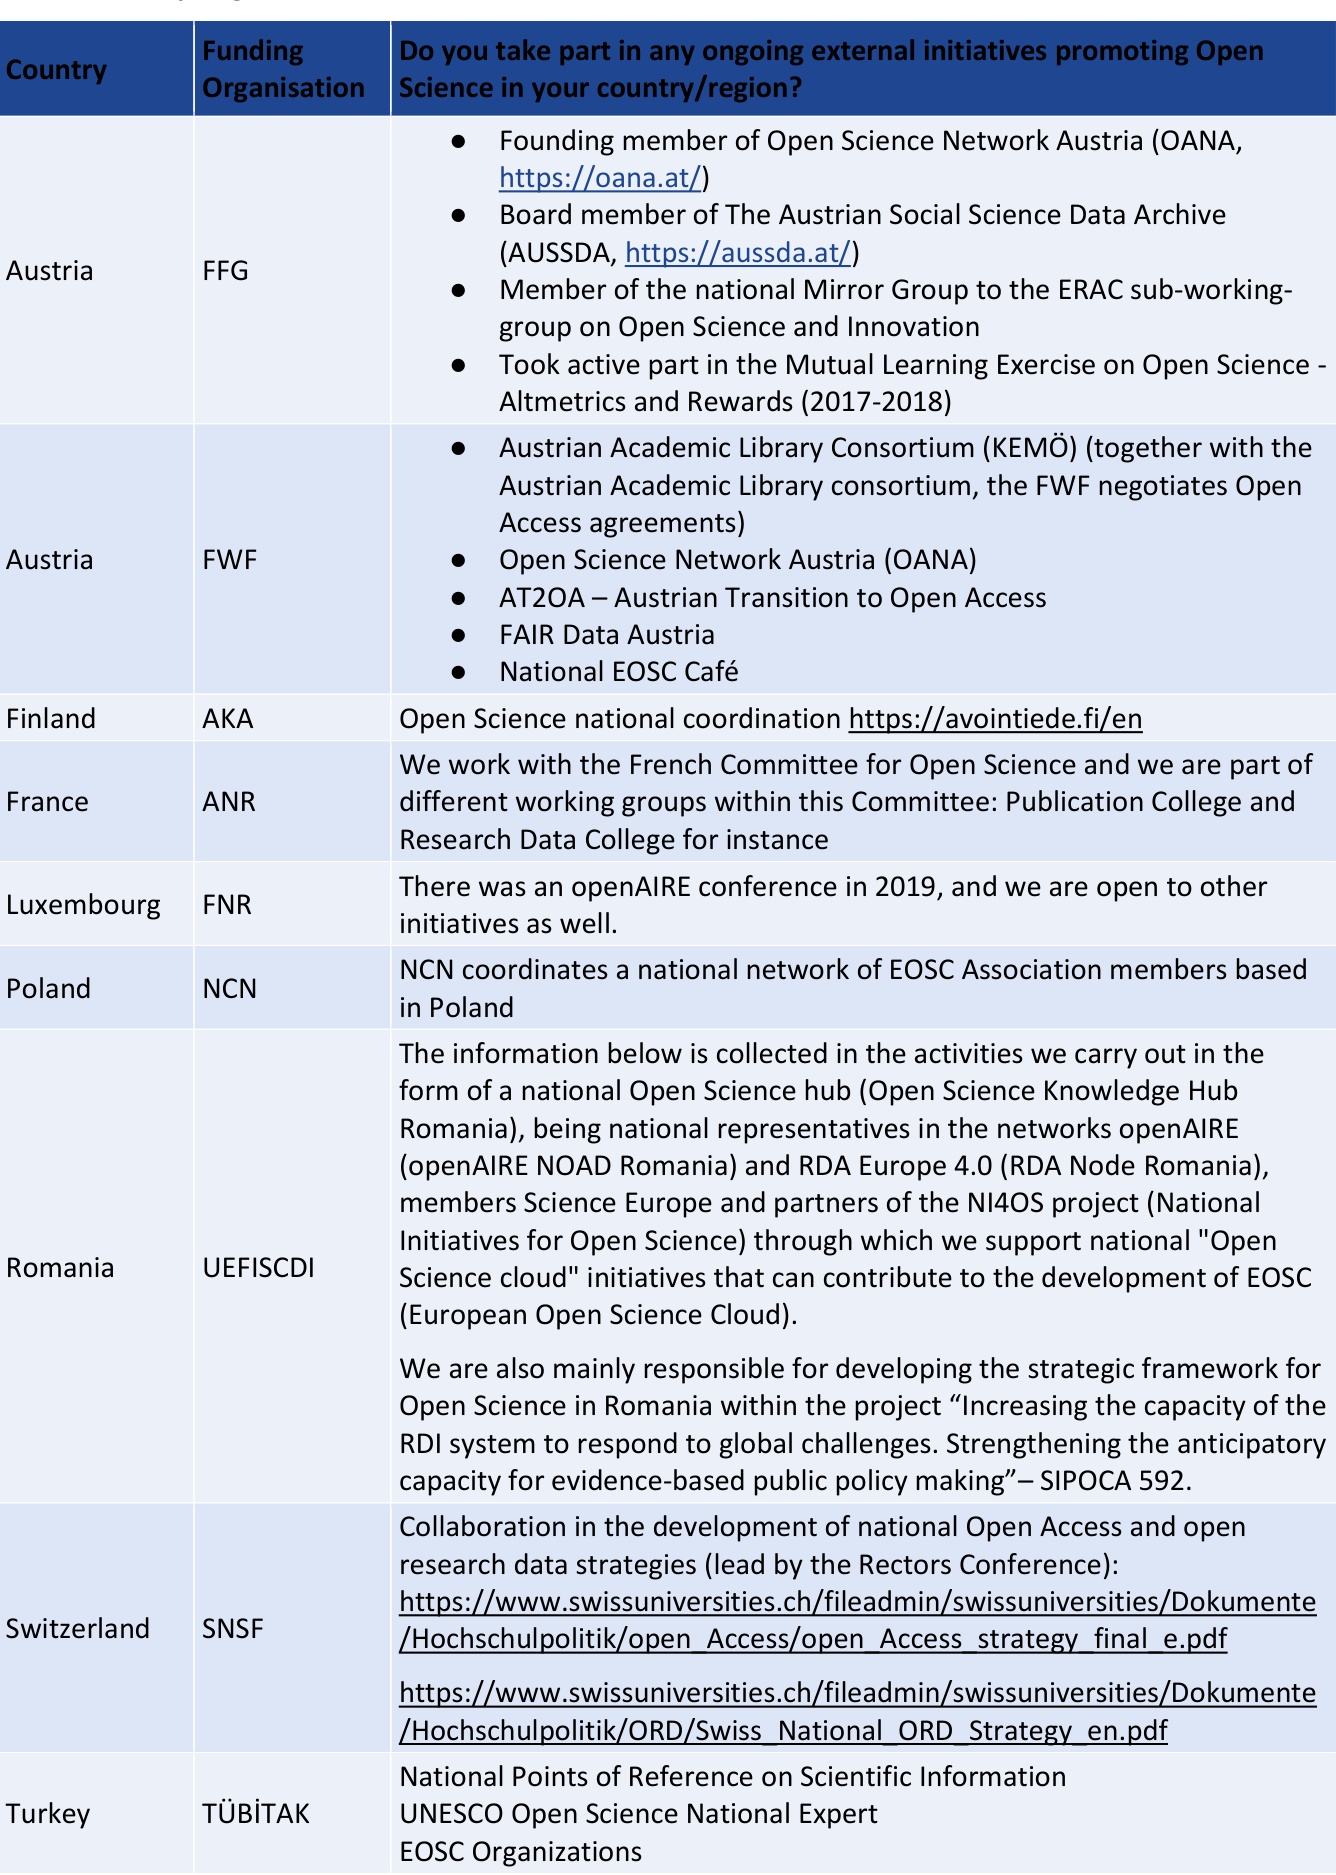 Country
Funding
Organisation
Do you take part in any ongoing external initiatives promoting Open
Science in your country/region?
Austria
FFG
● Founding member of Open Science Network Austria (OANA,
https://oana.at/)
● Board member of The Austrian Social Science Data Archive
(AUSSDA, https://aussda.at/)
● Member of the national Mirror Group to the ERAC sub-working-
group on Open Science and Innovation
● Took active part in the Mutual Learning Exercise on Open Science -
Altmetrics and Rewards (2017-2018)
Austria
FWF
● Austrian Academic Library Consortium (KEMÖ) (together with the
Austrian Academic Library consortium, the FWF negotiates Open
Access agreements)
● Open Science Network Austria (OANA)
● AT2OA – Austrian Transition to Open Access
● FAIR Data Austria
● National EOSC Café
Finland
AKA
Open Science national coordination https://avointiede.fi/en
France
ANR
We work with the French Committee for Open Science and we are part of
different working groups within this Committee: Publication College and
Research Data College for instance
Luxembourg
FNR
There was an openAIRE conference in 2019, and we are open to other
initiatives as well.
Poland
NCN
NCN coordinates a national network of EOSC Association members based
in Poland
Romania
UEFISCDI
The information below is collected in the activities we carry out in the
form of a national Open Science hub (Open Science Knowledge Hub
Romania), being national representatives in the networks openAIRE
(openAIRE NOAD Romania) and RDA Europe 4.0 (RDA Node Romania),
members Science Europe and partners of the NI4OS project (National
Initiatives for Open Science) through which we support national "Open
Science cloud" initiatives that can contribute to the development of EOSC
(European Open Science Cloud).
We are also mainly responsible for developing the strategic framework for
Open Science in Romania within the project “Increasing the capacity of the
RDI system to respond to global challenges. Strengthening the anticipatory
capacity for evidence-based public policy making”– SIPOCA 592.
Switzerland
SNSF
Collaboration in the development of national Open Access and open
research data strategies (lead by the Rectors Conference):
https://www.swissuniversities.ch/fileadmin/swissuniversities/Dokumente
/Hochschulpolitik/open_Access/open_Access_strategy_final_e.pdf
https://www.swissuniversities.ch/fileadmin/swissuniversities/Dokumente
/Hochschulpolitik/ORD/Swiss_National_ORD_Strategy_en.pdf
Turkey
TÜBİTAK
National Points of Reference on Scientific Information
UNESCO Open Science National Expert
EOSC Organizations